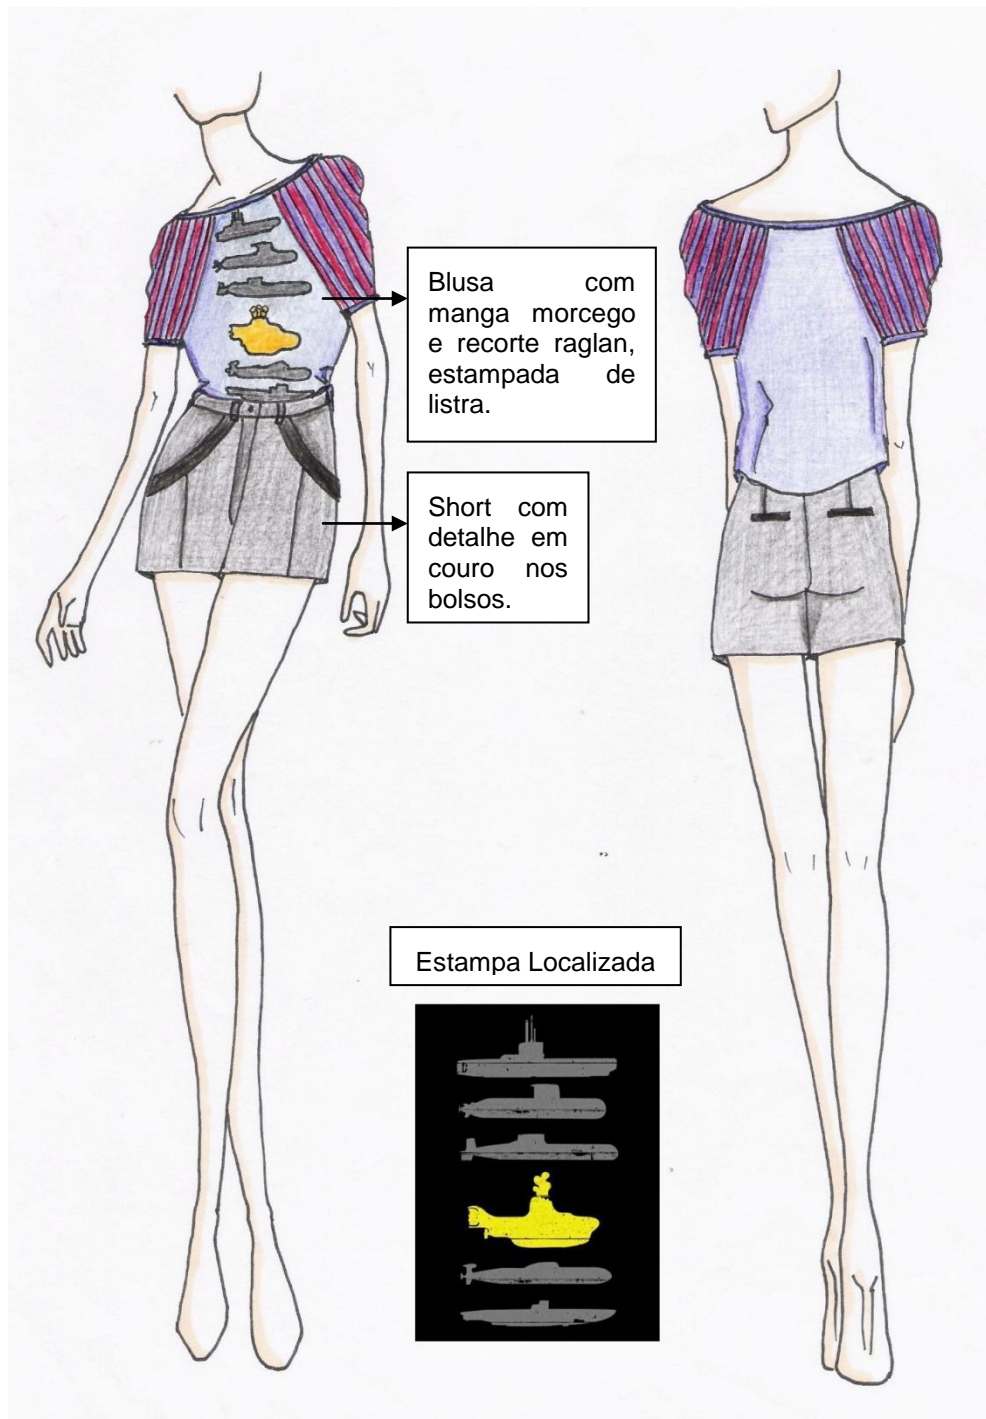 Blusa com
manga morcego
e recorte raglan,
estampada de
listra.
Short com
detalhe em
couro nos
bolsos.
Estampa Localizada